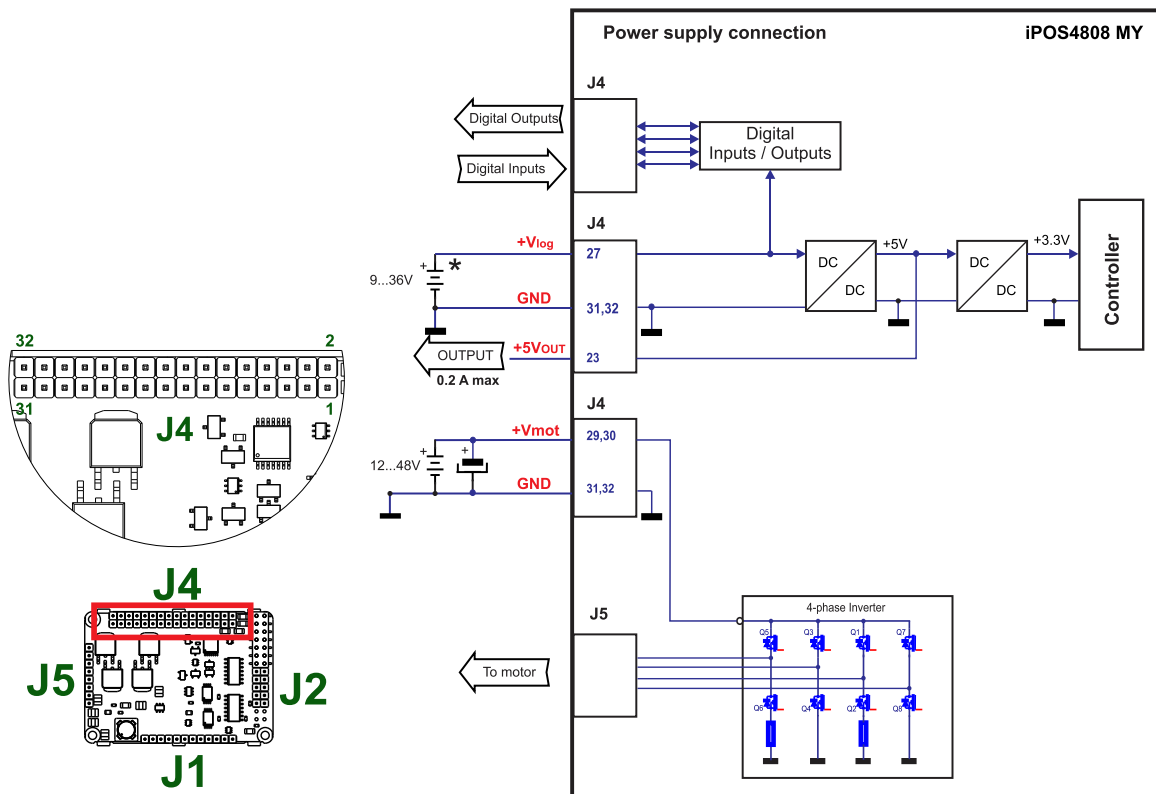 Power supply connection
iPOS4808 MY
J4
Digital Outputs
Digital Inputs
Digital
Inputs / Outputs
J4
+Vlog
27
9...36V
+
*
GND
31,32
+5VOUT
23
OUTPUT
0.2 A max
DC
DC
+5V
DC
DC
+3.3V
Controller
J4
+Vmot
29,30
12...48V
+
+
GND
31,32
J5
To motor
4-phase Inverter
Q5
Q3
Q1
Q7
Q6
Q4
Q2
Q8
32
2
31
1
J4
J4
J5
J2
J1